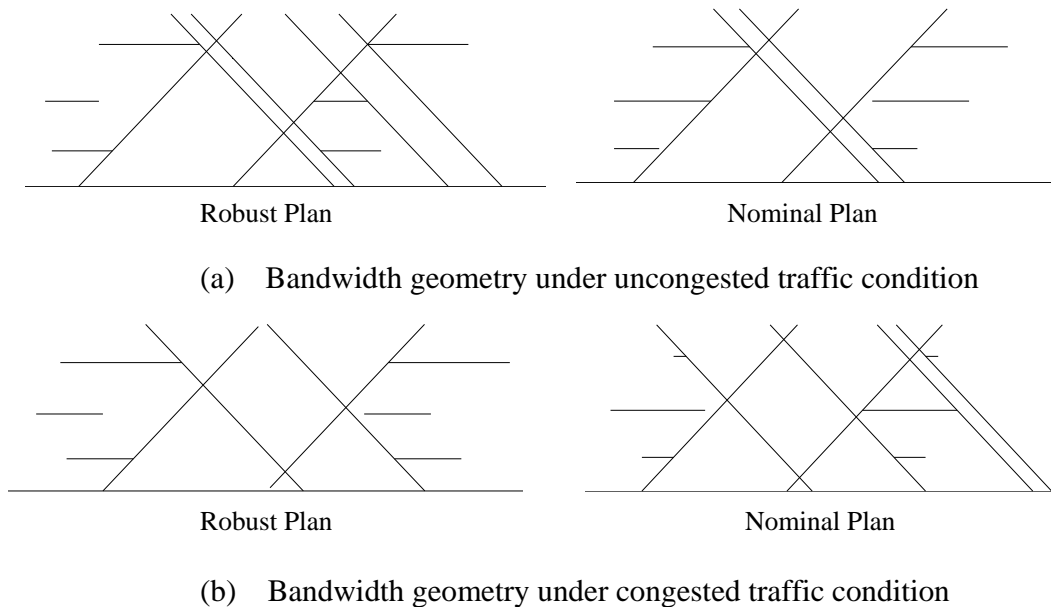 Robust Plan
Nominal Plan
(a) Bandwidth geometry under uncongested traffic condition
Robust Plan
Nominal Plan
(b) Bandwidth geometry under congested traffic condition